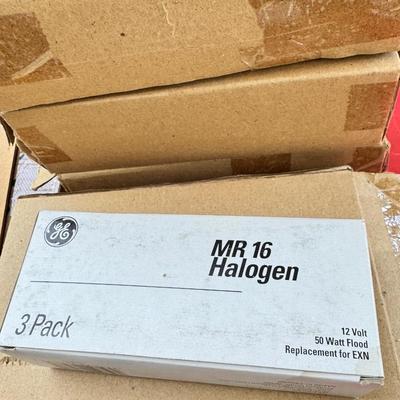 GE
MR 16
Halogen
3 Pack
12 Volt
50 Watt Flood
Replacement for EXN